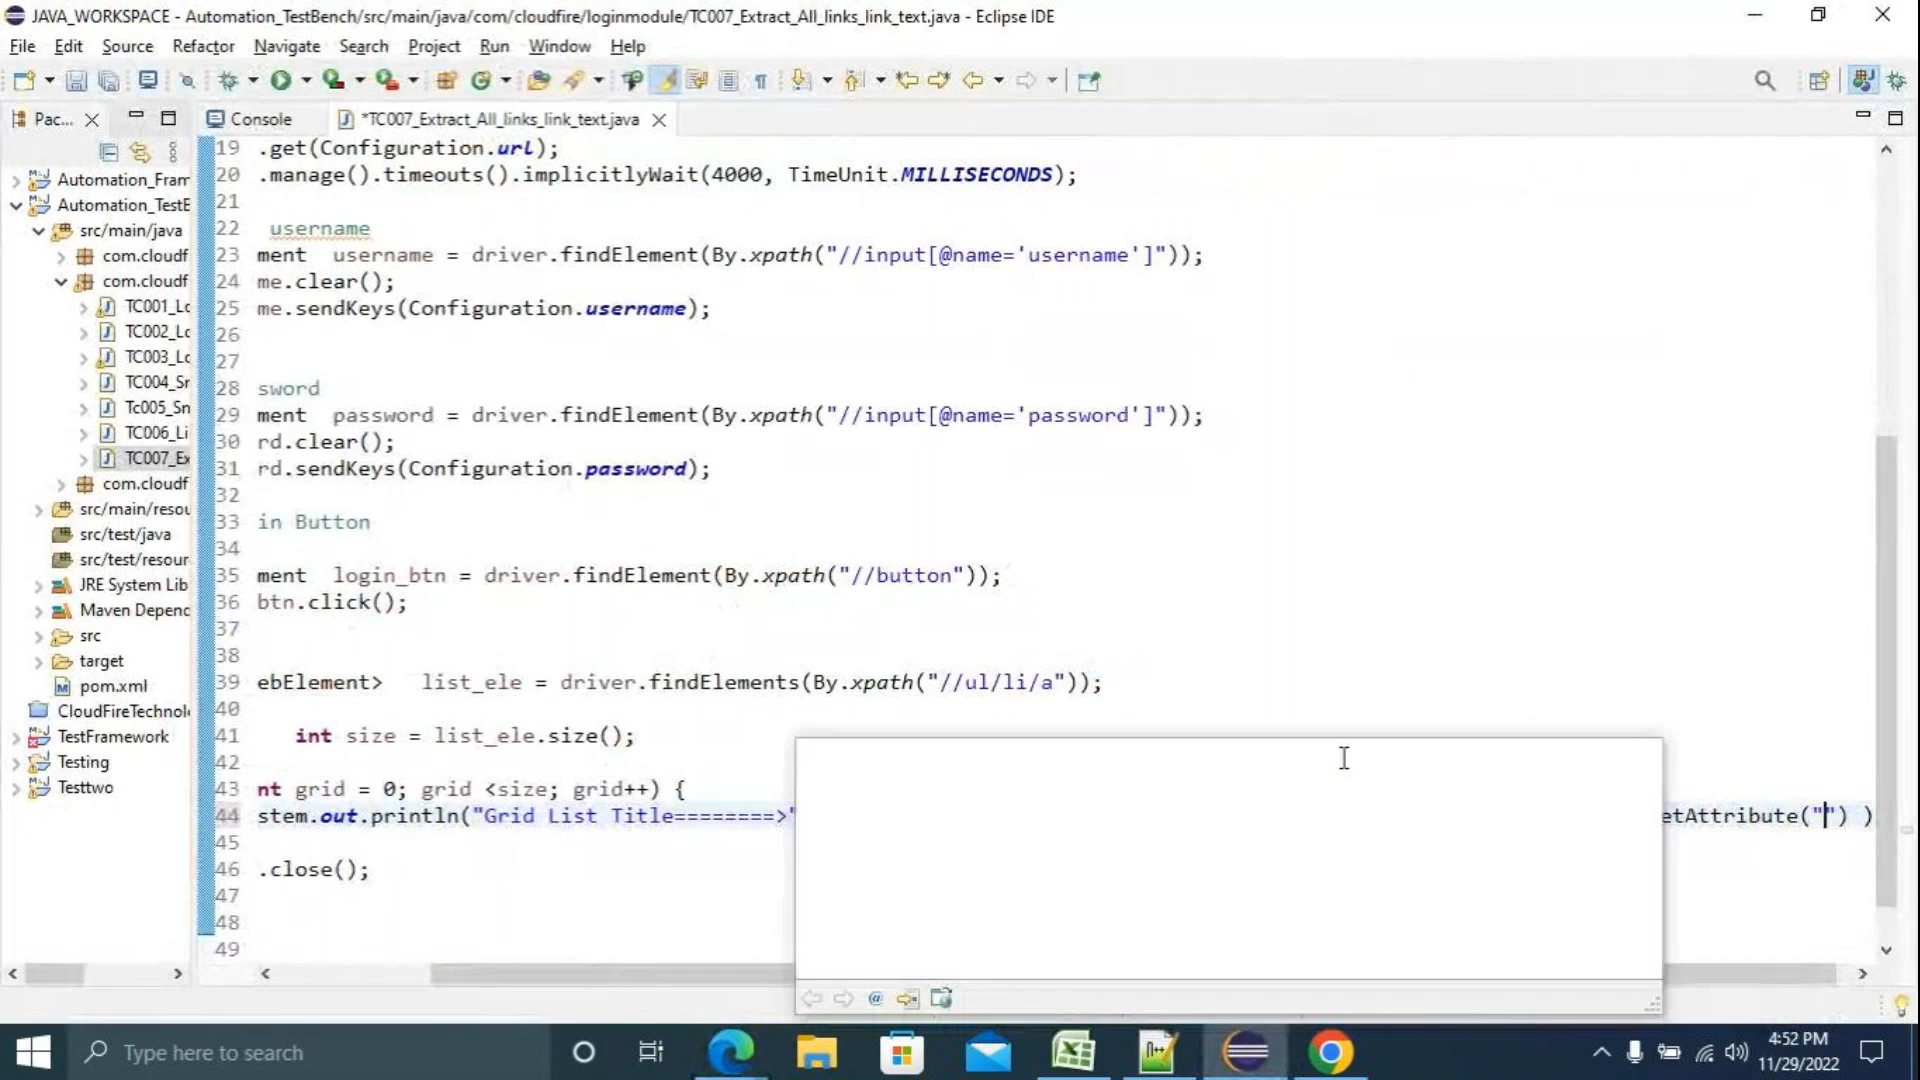 JAVA_WORKSPACE - Automation_TestBench/src/main/java/com/cloudfire/loginmodule/TC007_Extract_All_links_link_text.java - Eclipse IDE
File Edit Source Refactor Navigate Search Project Run Window Help
Pac...
Console
*TC007_Extract_All_links_link_text.java
Automation_Fram
Automation_TestB
src/main/java
com.cloudf
com.cloudf
TC001_Lo
TC002_Lo
TC003_Lo
TC004_Sn
Tc005_Sn
TC006_Li
TC007_Ex
com.cloudf
src/main/resou
src/test/java
src/test/resour
JRE System Lib
Maven Depend
src
target
pom.xml
CloudFireTechnol
TestFramework
Testing
Testtwo
19 .get(Configuration.url);
20 .manage().timeouts().implicitlyWait(4000, TimeUnit.MILLISECONDS);
21
22 username
23 ment  username = driver.findElement(By.xpath("//input[@name='username']"));
24 me.clear();
25 me.sendKeys(Configuration.username);
26
27
28 sword
29 ment  password = driver.findElement(By.xpath("//input[@name='password']"));
30 rd.clear();
31 rd.sendKeys(Configuration.password);
32
33 in Button
34
35 ment  login_btn = driver.findElement(By.xpath("//button"));
36 btn.click();
37
38
39 ebElement>   list_ele = driver.findElements(By.xpath("//ul/li/a"));
40
41 int size = list_ele.size();
42
43 nt grid = 0; grid <size; grid++) {
44 stem.out.println("Grid List Title========>" etAttribute("") )
45
46 .close();
47
48
49
Type here to search
4:52 PM
11/29/2022